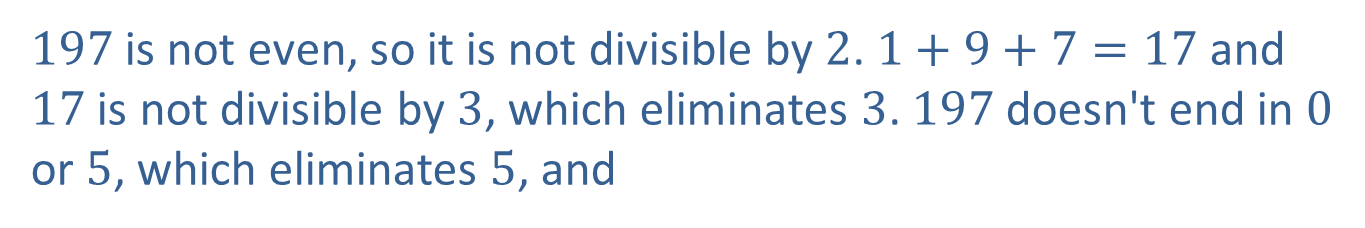 197 is not even, so it is not divisible by 2. 1 + 9 + 7 = 17 and
17 is not divisible by 3, which eliminates 3. 197 doesn't end in 0
or 5, which eliminates 5, and